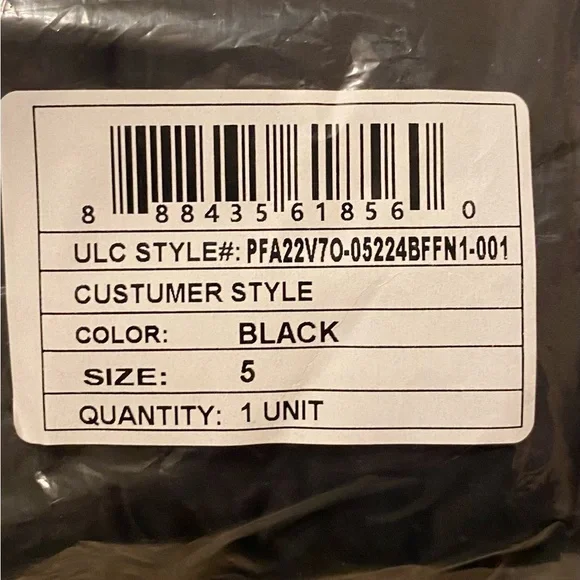 8 88435 61856 0
ULC STYLE#: PFA22V7O-05224BFFN1-001
CUSTUMER STYLE
COLOR: BLACK
SIZE: 5
QUANTITY: 1 UNIT